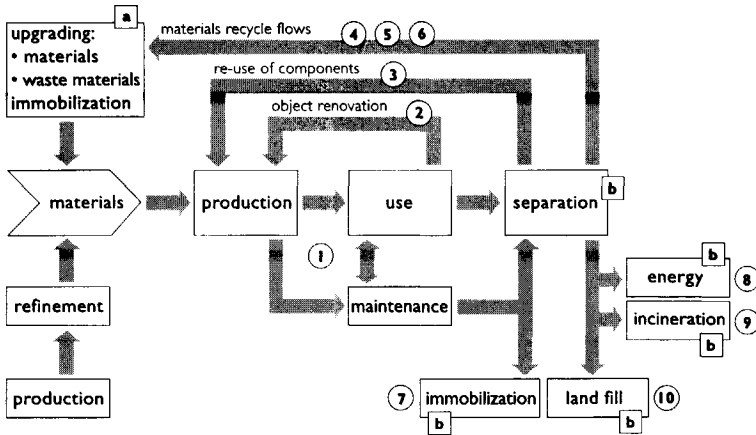 a
upgrading:
• materials
• waste materials
immobilization
materials recycle flows
4 5 6
re-use of components
3
object renovation
2
materials
production
use
separation
b
1
refinement
maintenance
b
energy
8
incineration
9
b
production
7
immobilization
b
land fill
10
b